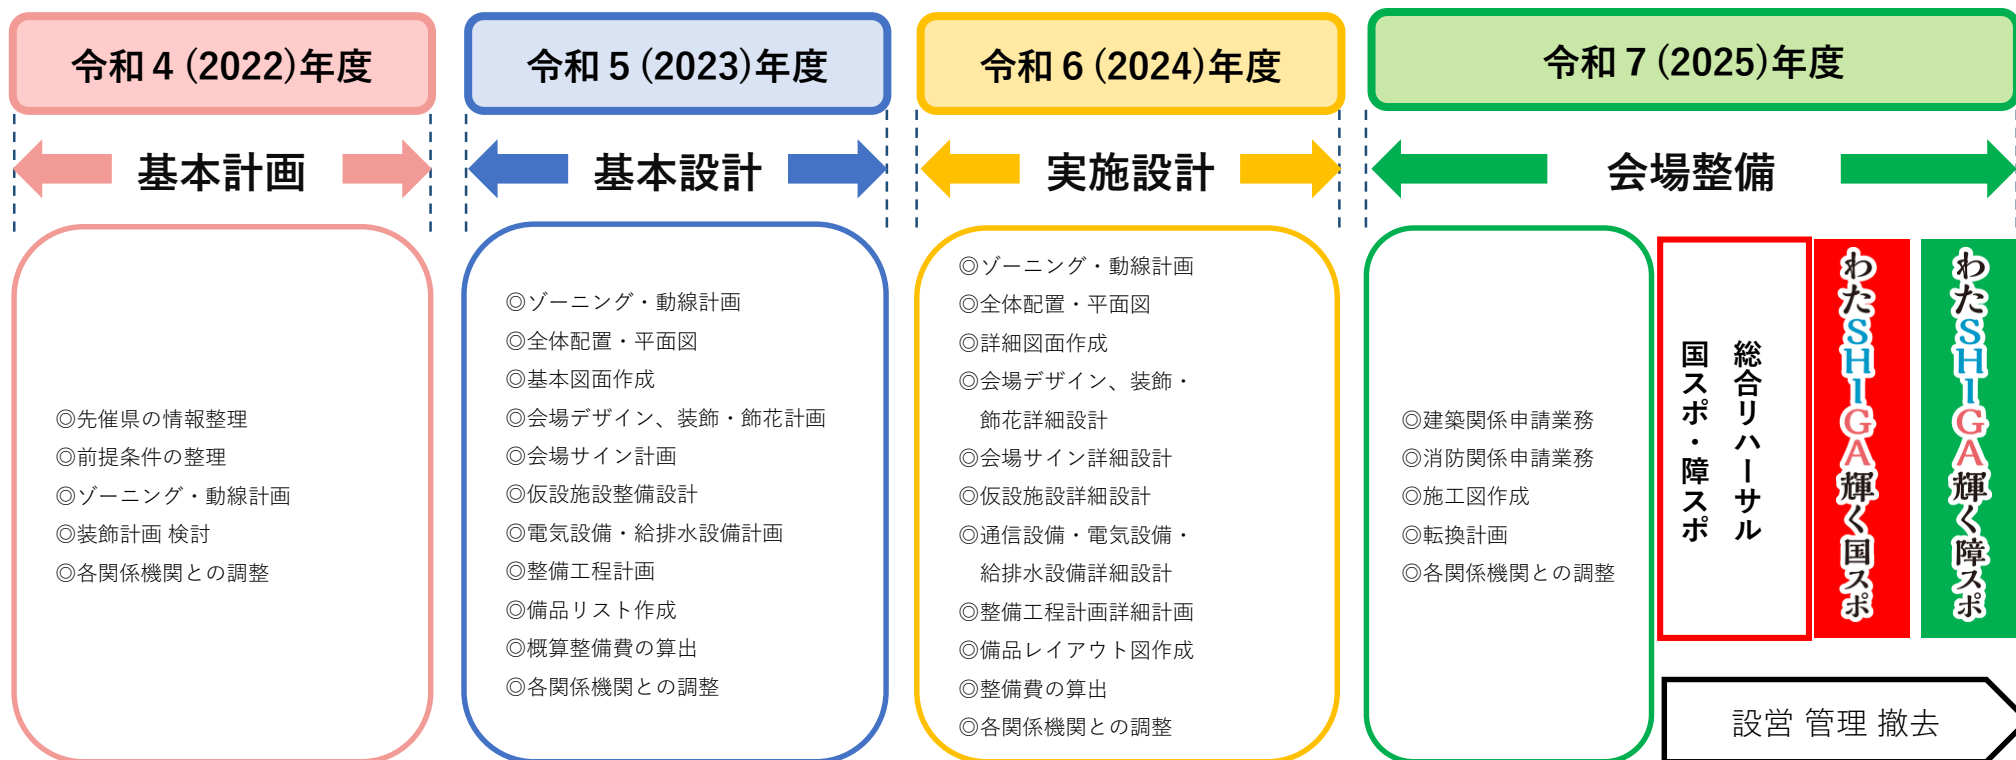 令和４(2022)年度
基本計画
◎先催県の情報整理
◎前提条件の整理
◎ゾーニング・動線計画
◎装飾計画 検討
◎各関係機関との調整
令和５(2023)年度
基本設計
◎ゾーニング・動線計画
◎全体配置・平面図
◎基本図面作成
◎会場デザイン、装飾・飾花計画
◎会場サイン計画
◎仮設施設整備設計
◎電気設備・給排水設備計画
◎整備工程計画
◎備品リスト作成
◎概算整備費の算出
◎各関係機関との調整
令和６(2024)年度
実施設計
◎ゾーニング・動線計画
◎全体配置・平面図
◎詳細図面作成
◎会場デザイン、装飾・
飾花詳細設計
◎会場サイン詳細設計
◎仮設施設詳細設計
◎通信設備・電気設備・
給排水設備詳細設計
◎整備工程計画詳細計画
◎備品レイアウト図作成
◎整備費の算出
◎各関係機関との調整
令和７(2025)年度
会場整備
◎建築関係申請業務
◎消防関係申請業務
◎施工図作成
◎転換計画
◎各関係機関との調整
総合リハーサル
国スポ・障スポ
わたSHIGA輝く国スポ
わたSHIGA輝く障スポ
設営 管理 撤去